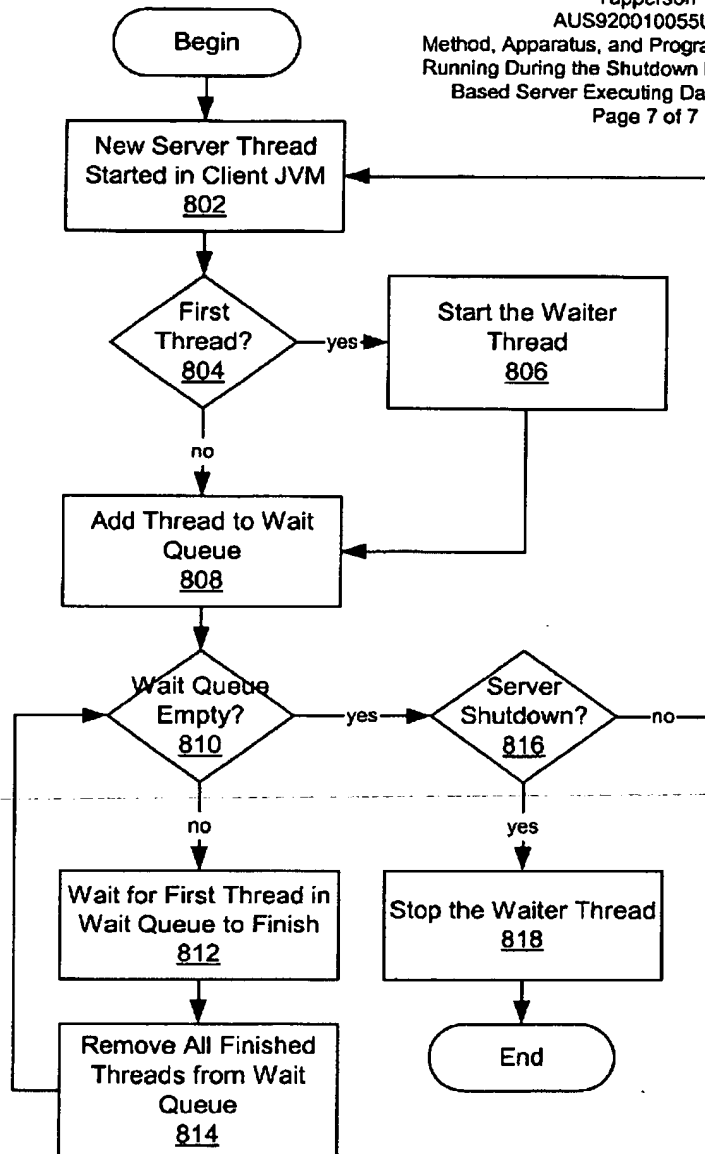 AUS920010055U
Method, Apparatus, and Progra
Running During the Shutdown
Based Server Executing Da
Page 7 of 7
Begin
New Server Thread
Started in Client JVM
802
First
Thread?
804
yes
Start the Waiter
Thread
806
no
Add Thread to Wait
Queue
808
Wait Queue
Empty?
810
yes
Server
Shutdown?
816
no
no
yes
Wait for First Thread in
Wait Queue to Finish
812
Stop the Waiter Thread
818
Remove All Finished
Threads from Wait
Queue
814
End